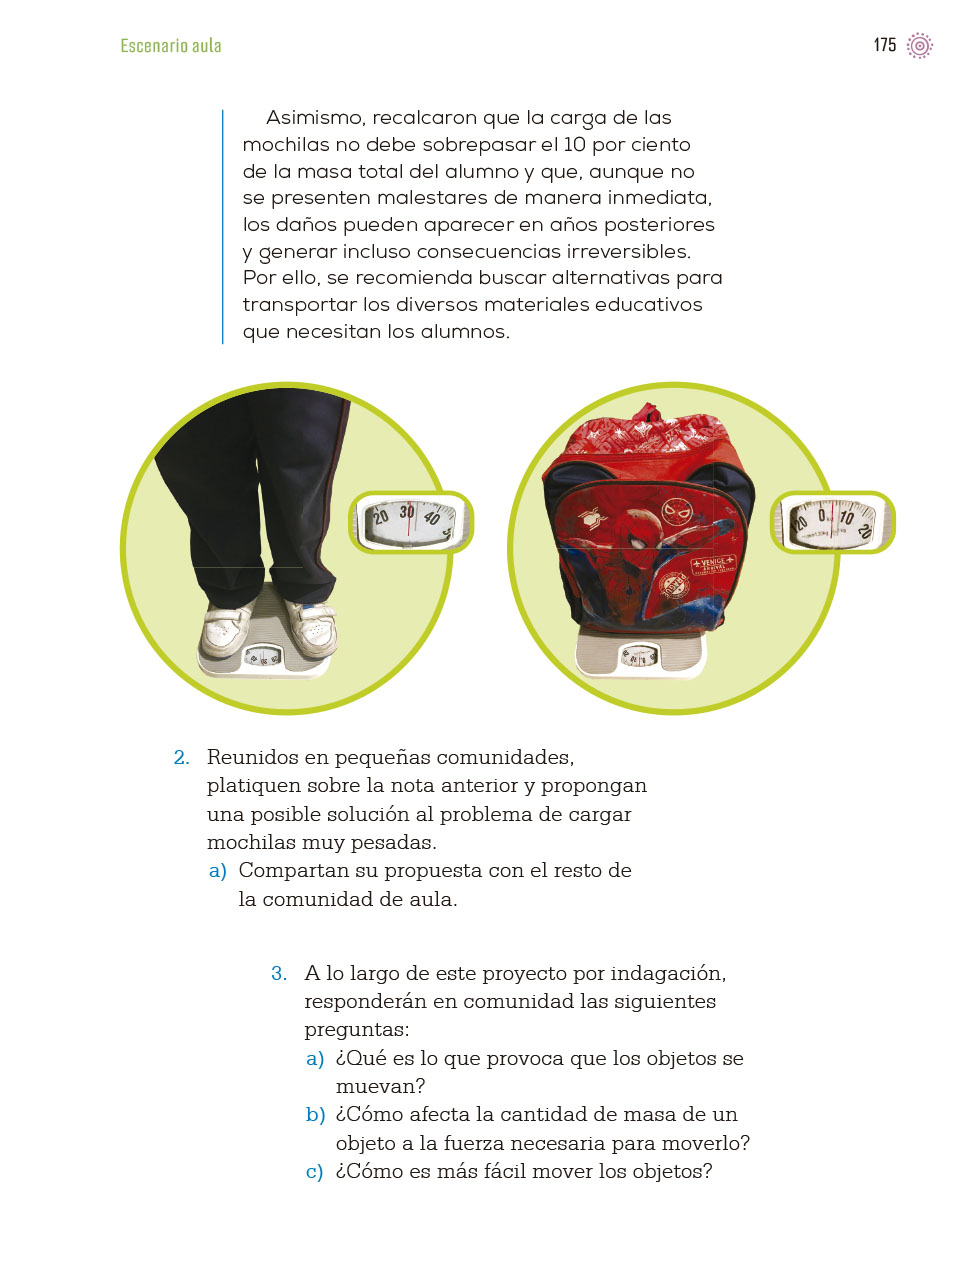 Escenario aula
175
Asimismo, recalcaron que la carga de las
mochilas no debe sobrepasar el 10 por ciento
de la masa total del alumno y que, aunque no
se presenten malestares de manera inmediata,
los daños pueden aparecer en años posteriores
y generar incluso consecuencias irreversibles.
Por ello, se recomienda buscar alternativas para
transportar los diversos materiales educativos
que necesitan los alumnos.
20 30 40
120 0 10 20
VENICE
ARRIVAL
2. Reunidos en pequeñas comunidades,
platiquen sobre la nota anterior y propongan
una posible solución al problema de cargar
mochilas muy pesadas.
a) Compartan su propuesta con el resto de
la comunidad de aula.
3. A lo largo de este proyecto por indagación,
responderán en comunidad las siguientes
preguntas:
a) ¿Qué es lo que provoca que los objetos se
muevan?
b) ¿Cómo afecta la cantidad de masa de un
objeto a la fuerza necesaria para moverlo?
c) ¿Cómo es más fácil mover los objetos?